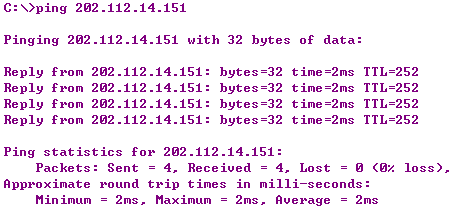 C:\>ping 202.112.14.151
Pinging 202.112.14.151 with 32 bytes of data:
Reply from 202.112.14.151: bytes=32 time=2ms TTL=252
Reply from 202.112.14.151: bytes=32 time=2ms TTL=252
Reply from 202.112.14.151: bytes=32 time=2ms TTL=252
Reply from 202.112.14.151: bytes=32 time=2ms TTL=252
Ping statistics for 202.112.14.151:
Packets: Sent = 4, Received = 4, Lost = 0 (0% loss),
Approximate round trip times in milli-seconds:
Minimum = 2ms, Maximum = 2ms, Average = 2ms